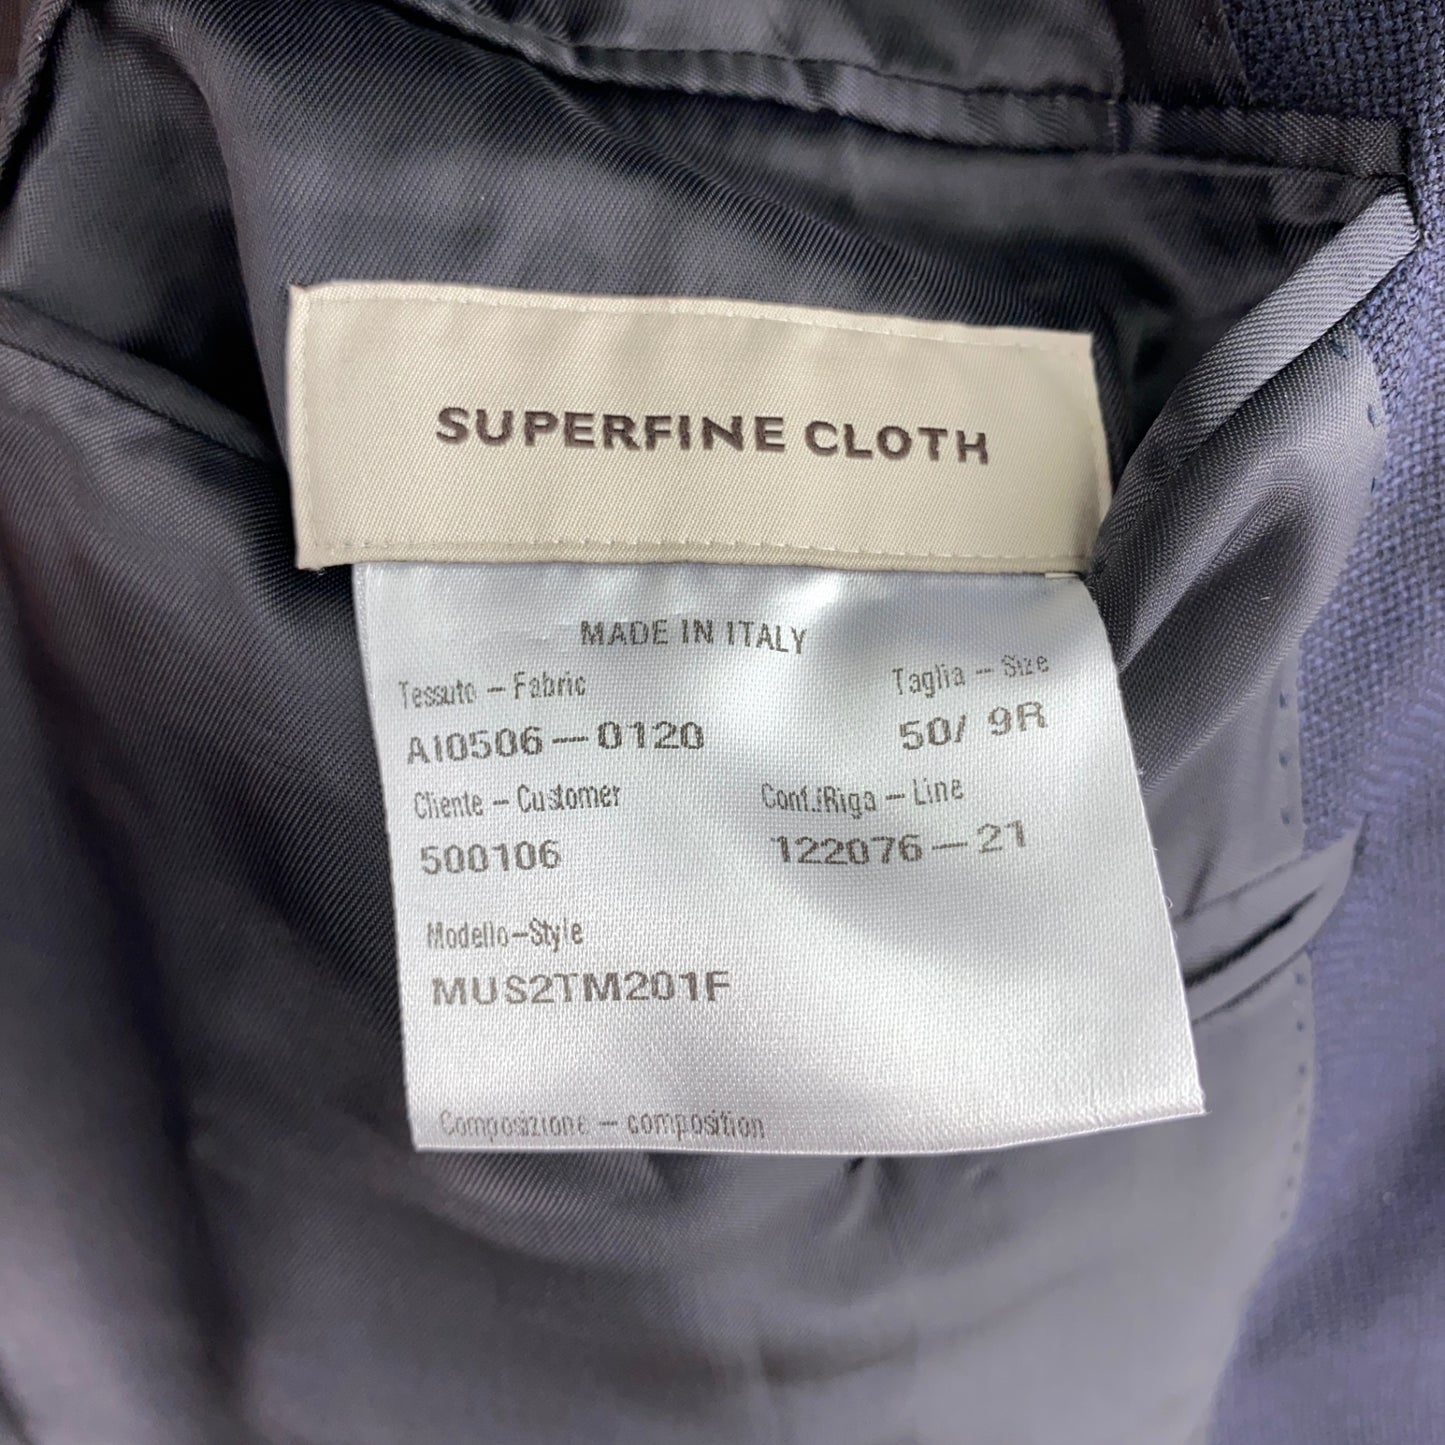 SUPERFINE CLOTH
MADE IN ITALY
Tessuto – Fabric
Taglia – Size
AI0506–0120
50/ 9R
Cliente – Customer
Conf./Riga – Line
500106
122076–21
Modello–Style
MUS2TM201F
Composizione – composition